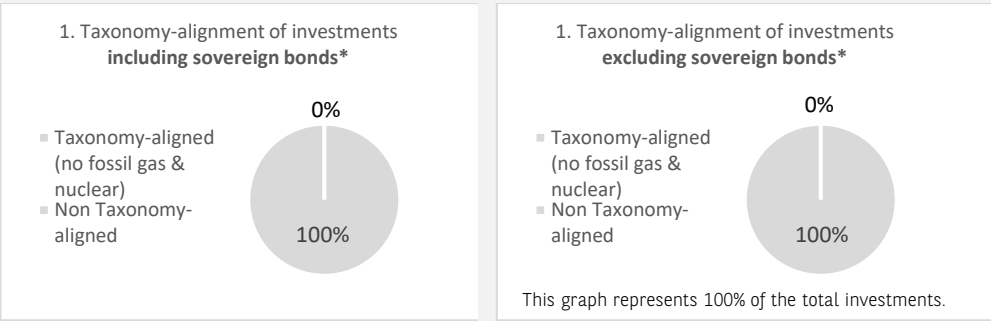 1. Taxonomy-alignment of investments
including sovereign bonds*
0%
Taxonomy-aligned
(no fossil gas &
nuclear)
Non Taxonomy-
aligned
100%
1. Taxonomy-alignment of investments
excluding sovereign bonds*
0%
Taxonomy-aligned
(no fossil gas &
nuclear)
Non Taxonomy-
aligned
100%
This graph represents 100% of the total investments.